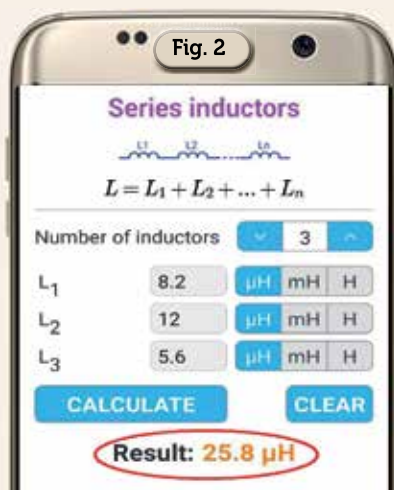 Fig. 2
Series inductors
L1 L2 Ln
L = L₁ + L₂ + ... + Lₙ
Number of inductors 3
L₁ 8.2 µH mH H
L₂ 12 µH mH H
L₃ 5.6 µH mH H
CALCULATE CLEAR
Result: 25.8 µH